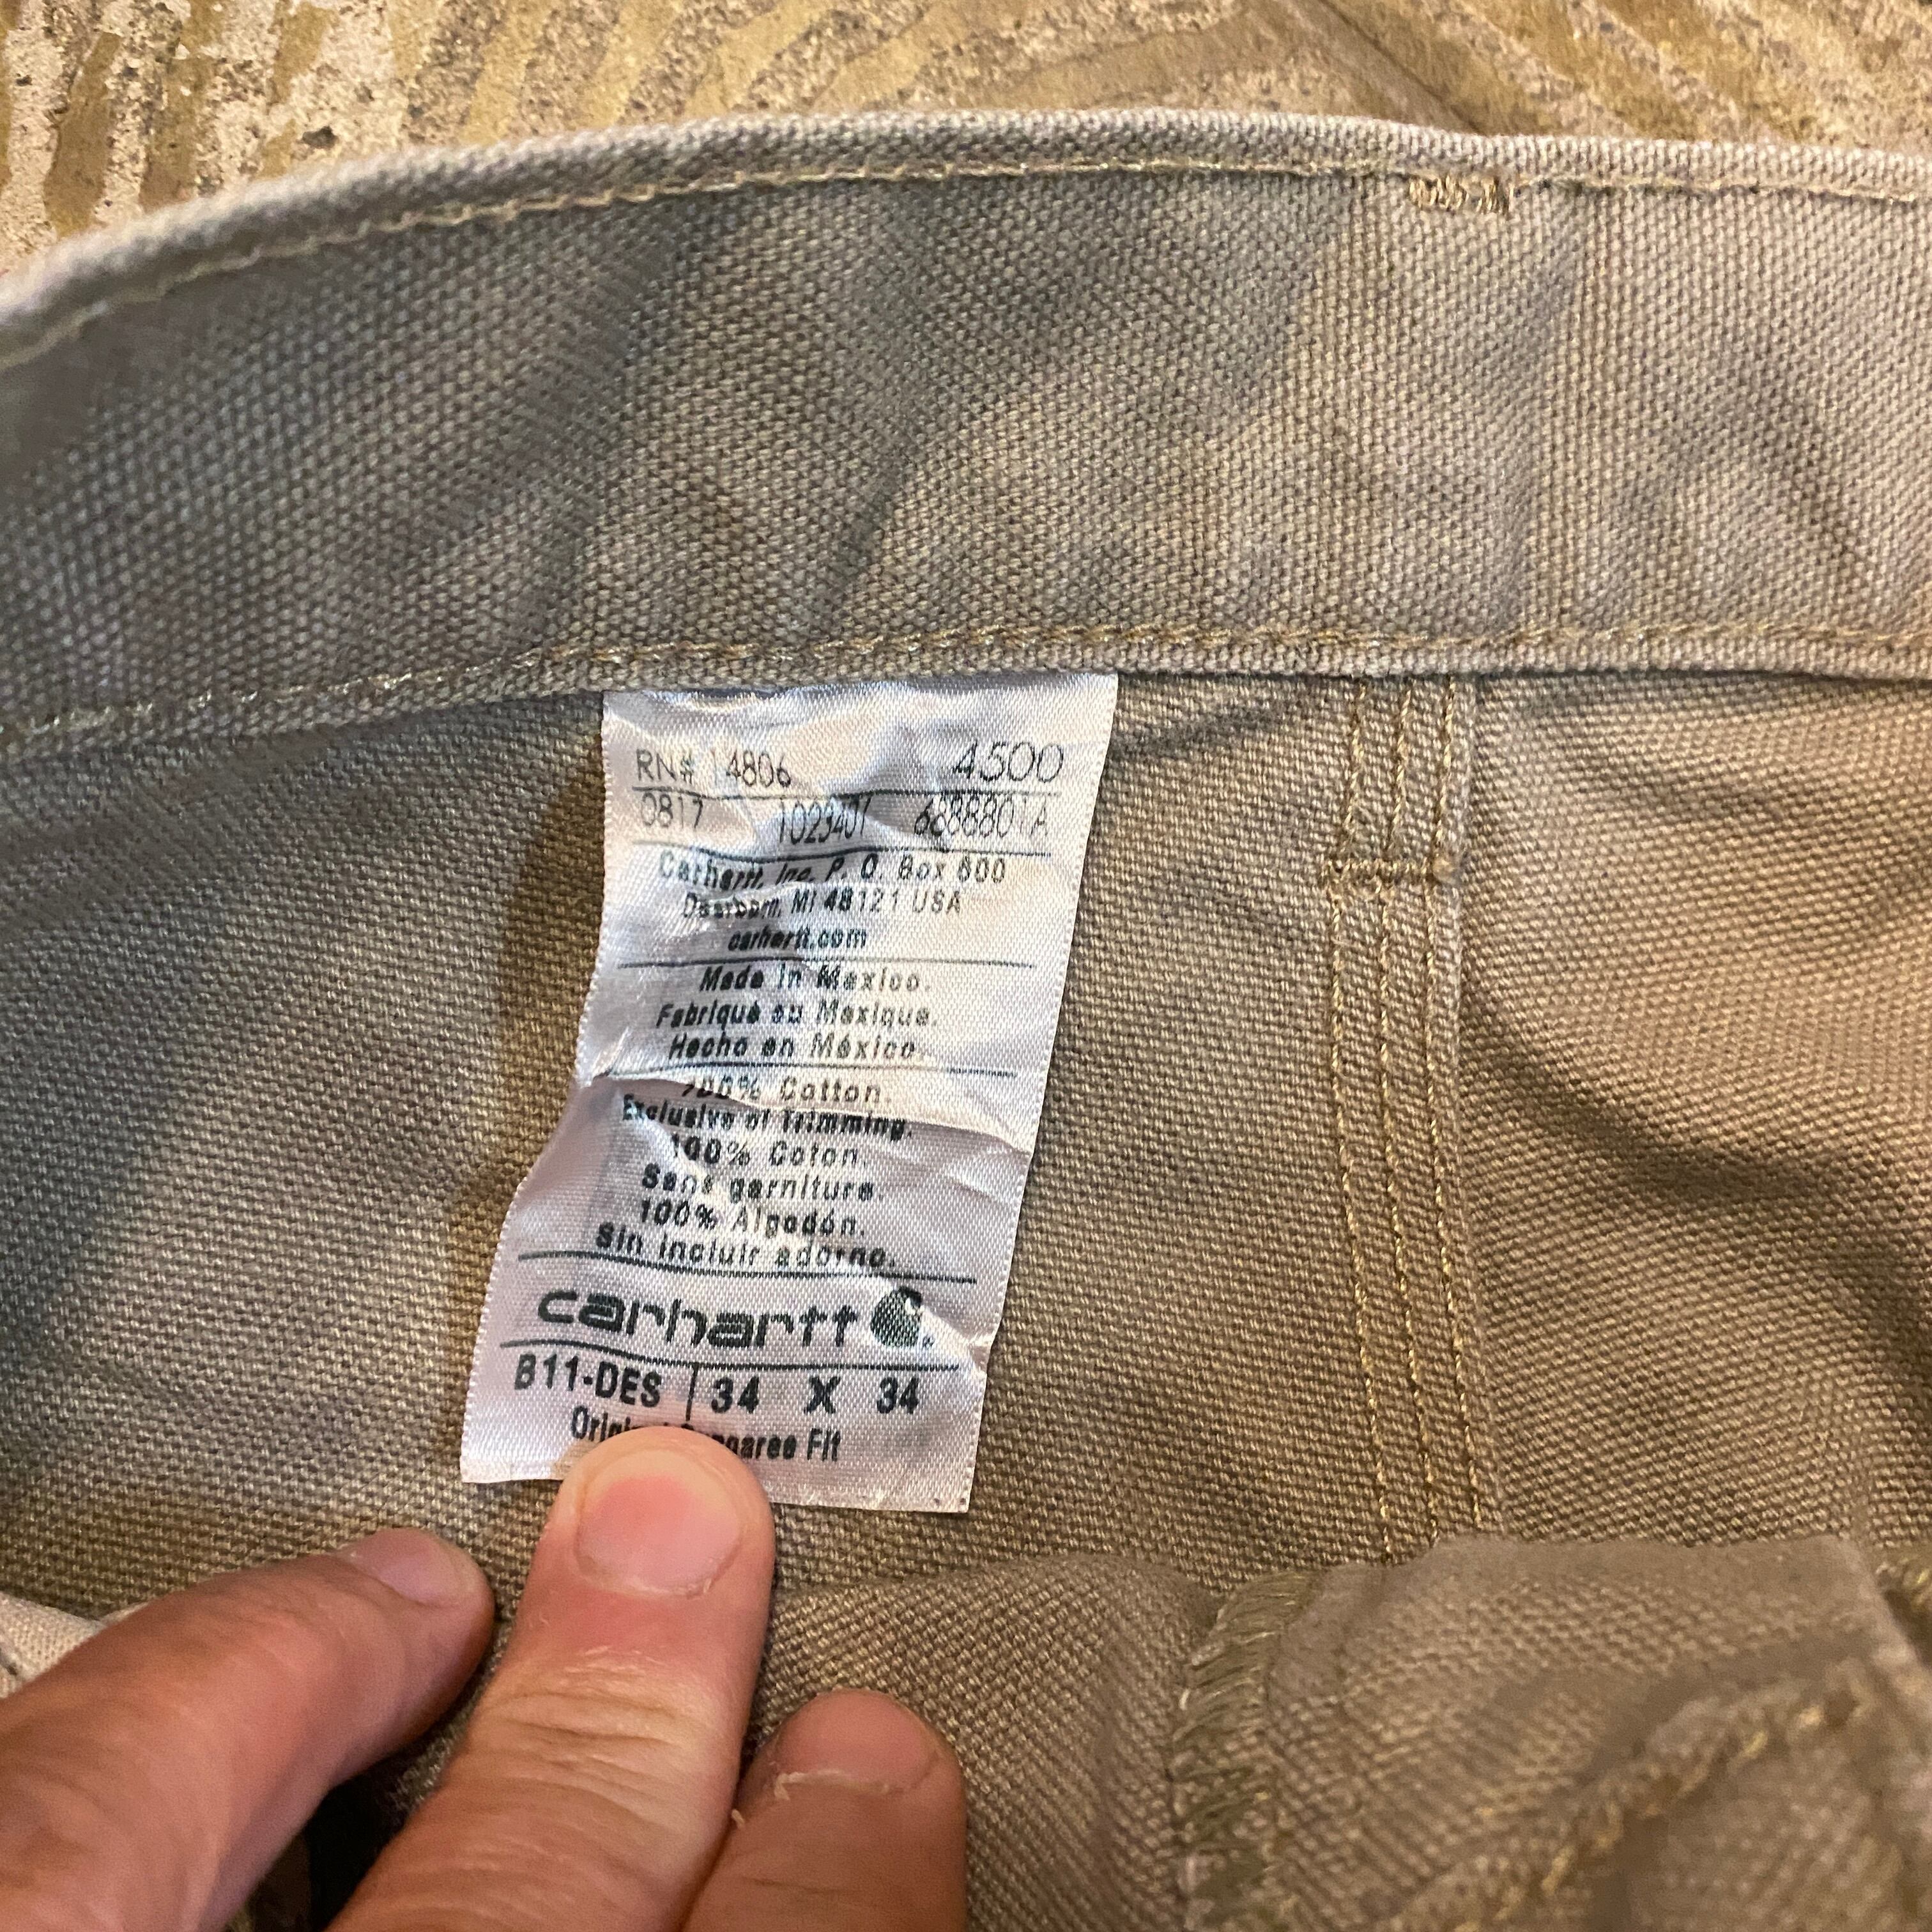 RN# 14806 4500
0817 1023401 6888801A
Carhartt, Inc. P. O. Box 600
Dearborn, MI 48121 USA
carhartt.com
Made in Mexico.
Fabriqué au Mexique.
Hecho en México.
100% Cotton.
Exclusive of Trimming.
100% Coton.
Sans garniture
100% Algodón.
Sin incluir adorno.
carhartt
B11-DES 34 X 34
Fit